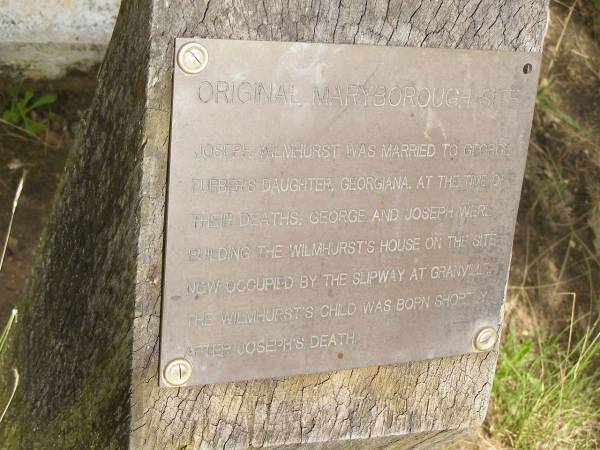 ORIGINAL MARYBOROUGH SITE
JOSEPH WILMHURST WAS MARRIED TO GEORGE
FURBER'S DAUGHTER, GEORGIANA. AT THE TIME OF
THEIR DEATHS, GEORGE AND JOSEPH WERE
BUILDING THE WILMHURST'S HOUSE ON THE SITE
NOW OCCUPIED BY THE SLIPWAY AT GRANVILLE.
THE WILMHURST'S CHILD WAS BORN SHORTLY
AFTER JOSEPH'S DEATH.